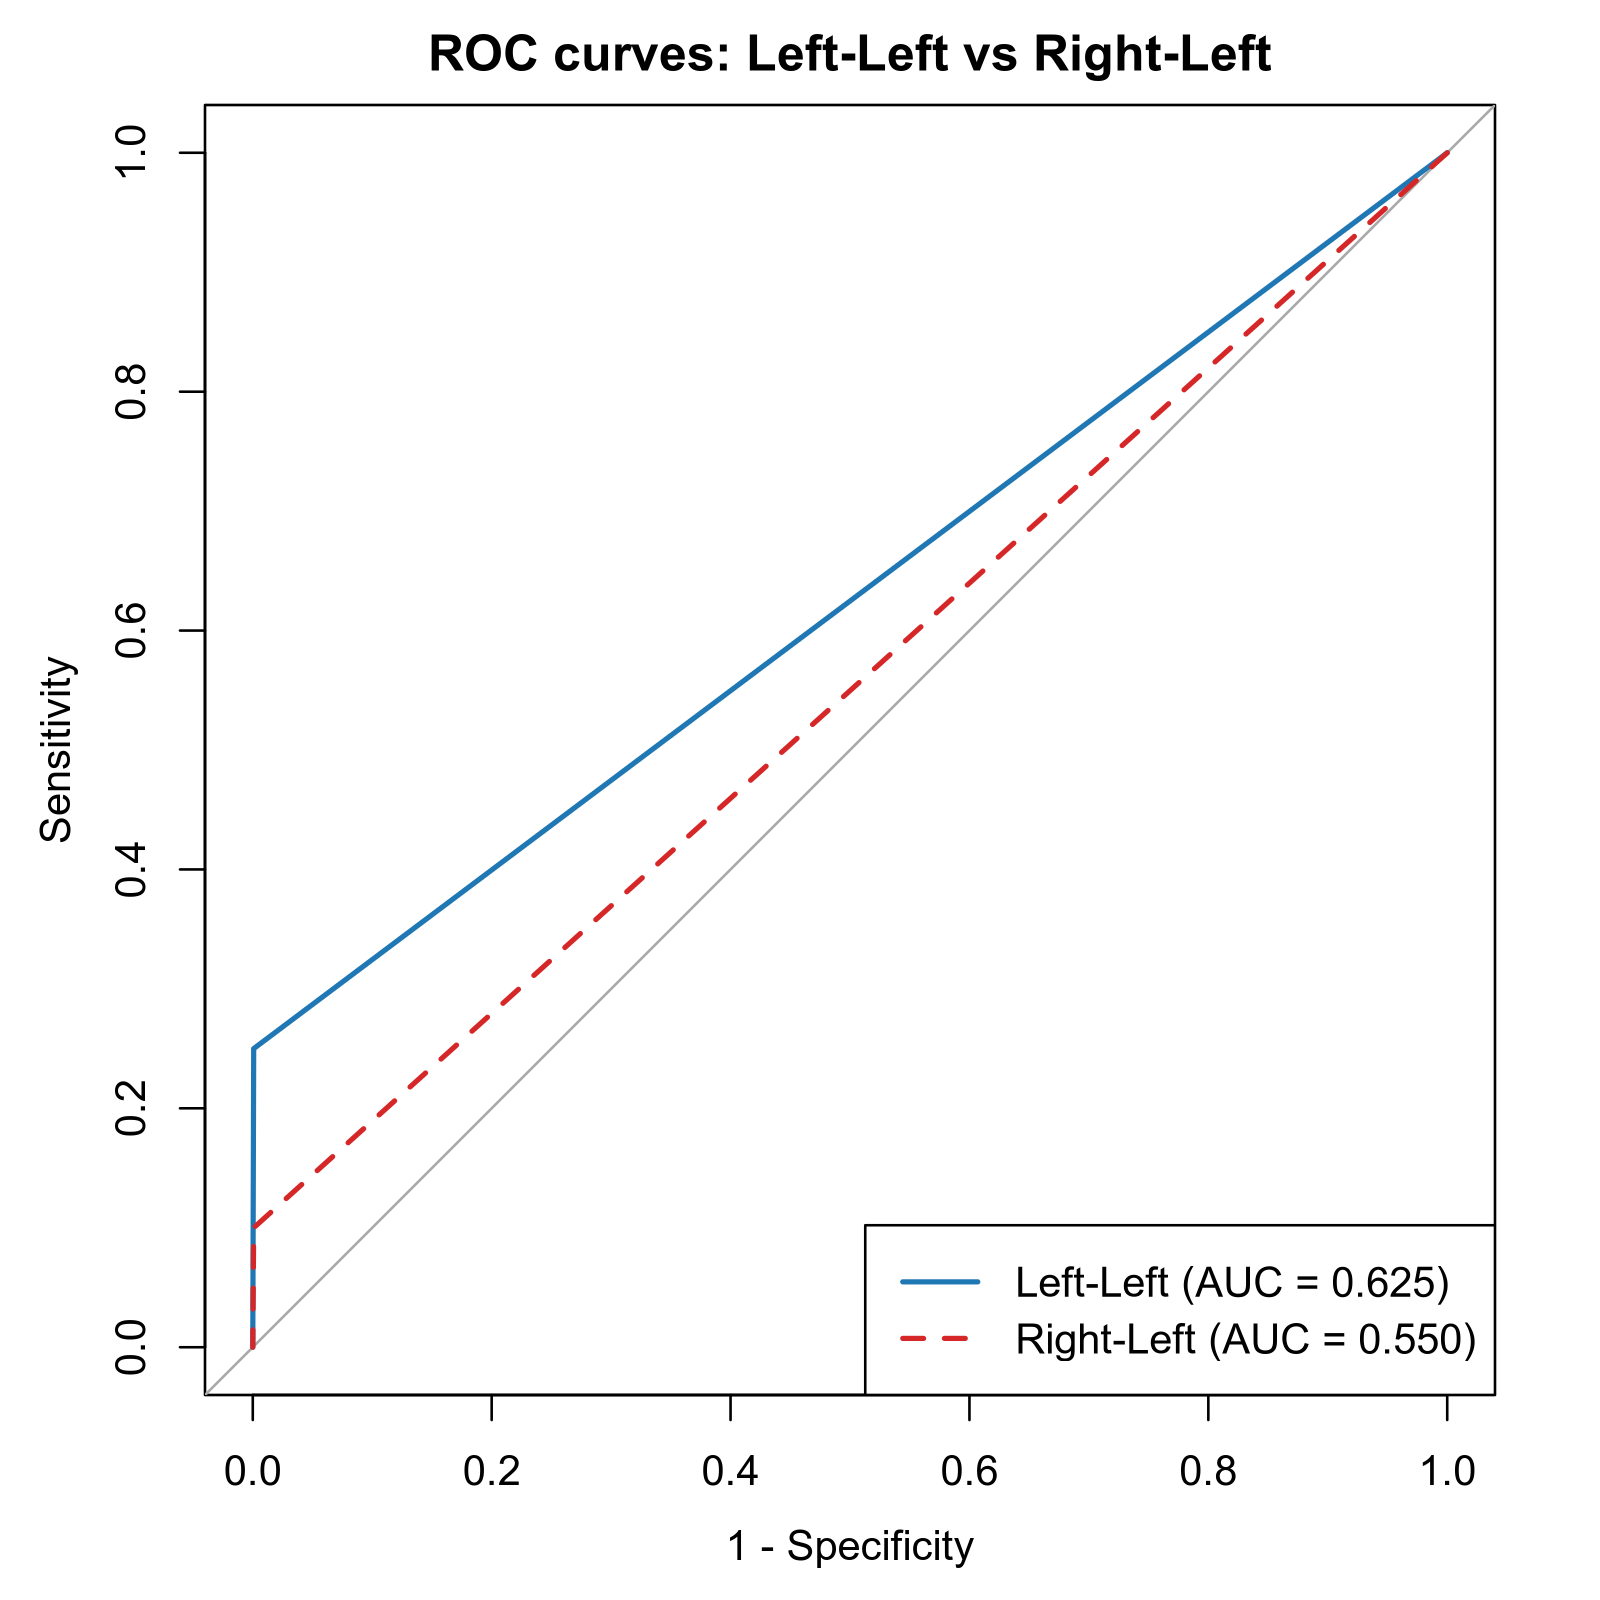 ROC curves: Left-Left vs Right-Left
1.0
0.8
0.6
0.4
0.2
0.0
Sensitivity
Left-Left (AUC = 0.625)
Right-Left (AUC = 0.550)
0.0 0.2 0.4 0.6 0.8 1.0
1 - Specificity